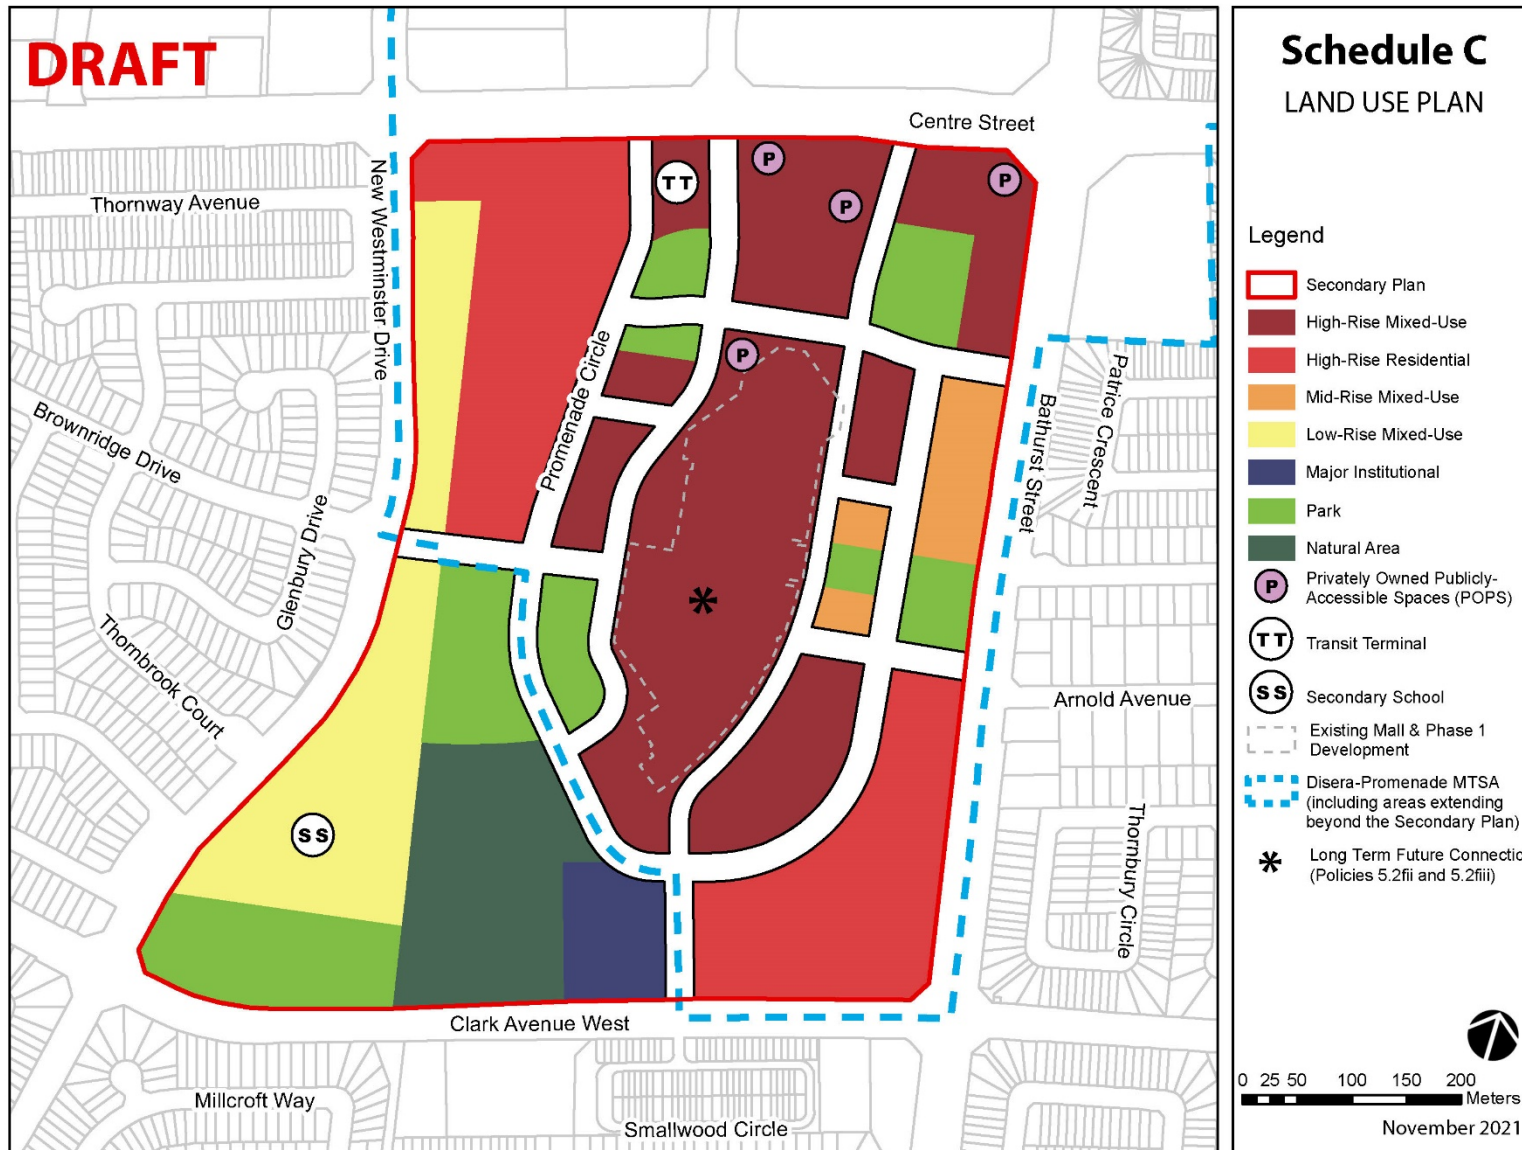 DRAFT
Centre Street
Thornway Avenue
New Westminster Drive
TT
P
P
P
P
Promenade Circle
Brownridge Drive
Glenbury Drive
Thornbrook Court
Bathurst Street
Patrice Crescent
Arnold Avenue
Thornbury Circle
*
SS
Clark Avenue West
Millcroft Way
Smallwood Circle
Schedule C
LAND USE PLAN
Legend
Secondary Plan
High-Rise Mixed-Use
High-Rise Residential
Mid-Rise Mixed-Use
Low-Rise Mixed-Use
Major Institutional
Park
Natural Area
P Privately Owned Publicly-
Accessible Spaces (POPS)
TT Transit Terminal
SS Secondary School
Existing Mall & Phase 1
Development
Disera-Promenade MTSA
(including areas extending
beyond the Secondary Plan)
* Long Term Future Connectic
(Policies 5.2fii and 5.2fiii)
0 25 50 100 150 200
Meters
November 2021